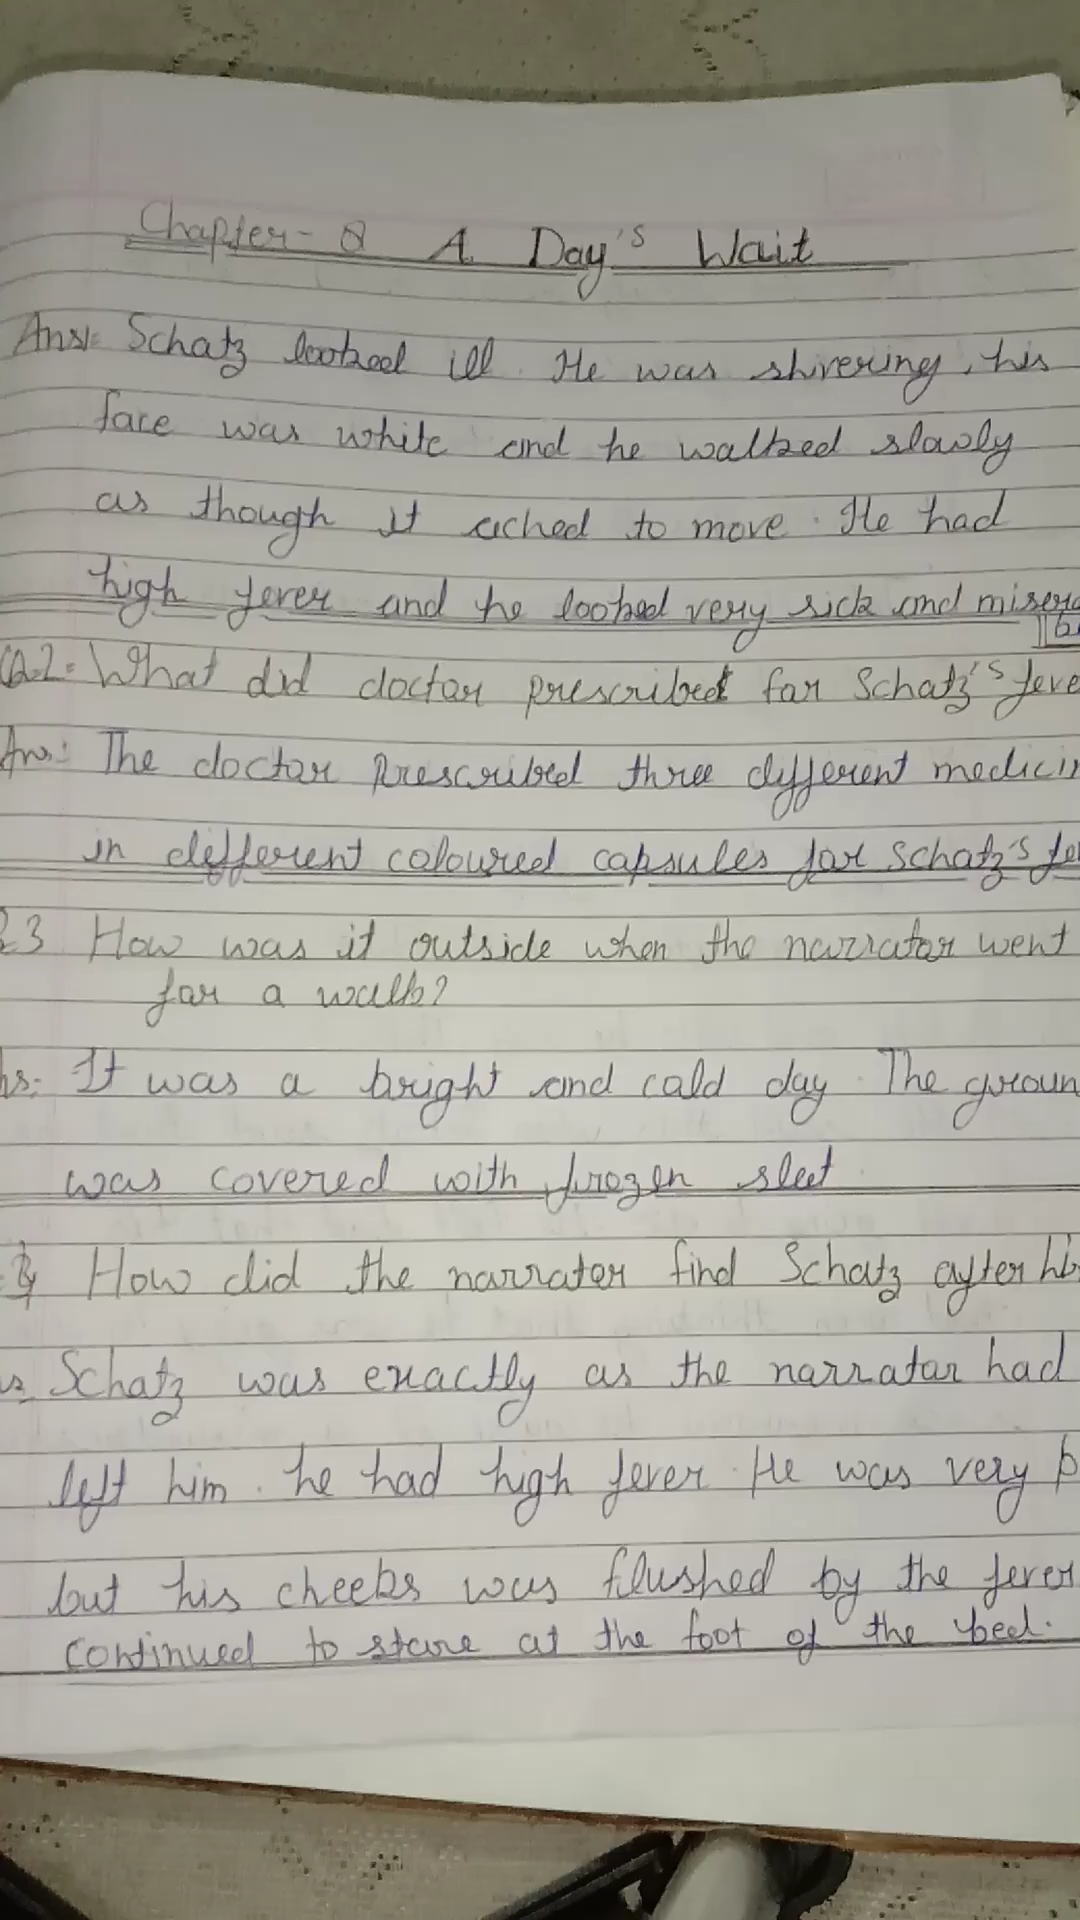 Chapter- 8 A Day's Wait
Ans1: Schatz looked ill. He was shivering, his
face was white and he walked slowly
as though it ached to move. He had
high fever and he looked very sick and misera
b
Q.2. What did doctor prescribed for Schatz's feve
Ans: The doctor prescribed three different medicin
in different coloured capsules for Schatz's fe
3 How was it outside when the narrator went
for a walk?
ns: It was a bright and cold day. The groun
was covered with frozen sleet.
4 How did the narrator find Schatz after hi
s. Schatz was exactly as the narrator had
left him. he had high fever. He was very p
but his cheeks was flushed by the fever
continued to stare at the foot of the bed.